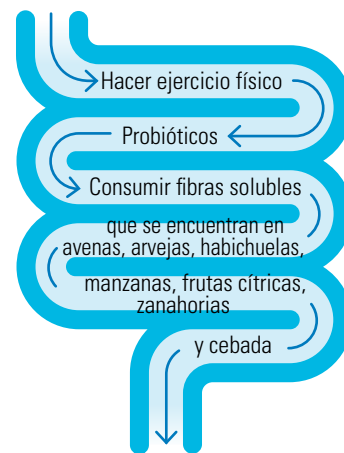 Hacer ejercicio físico
Probióticos
Consumir fibras solubles
que se encuentran en
avenas, arvejas, habichuelas,
manzanas, frutas cítricas,
zanahorias
y cebada